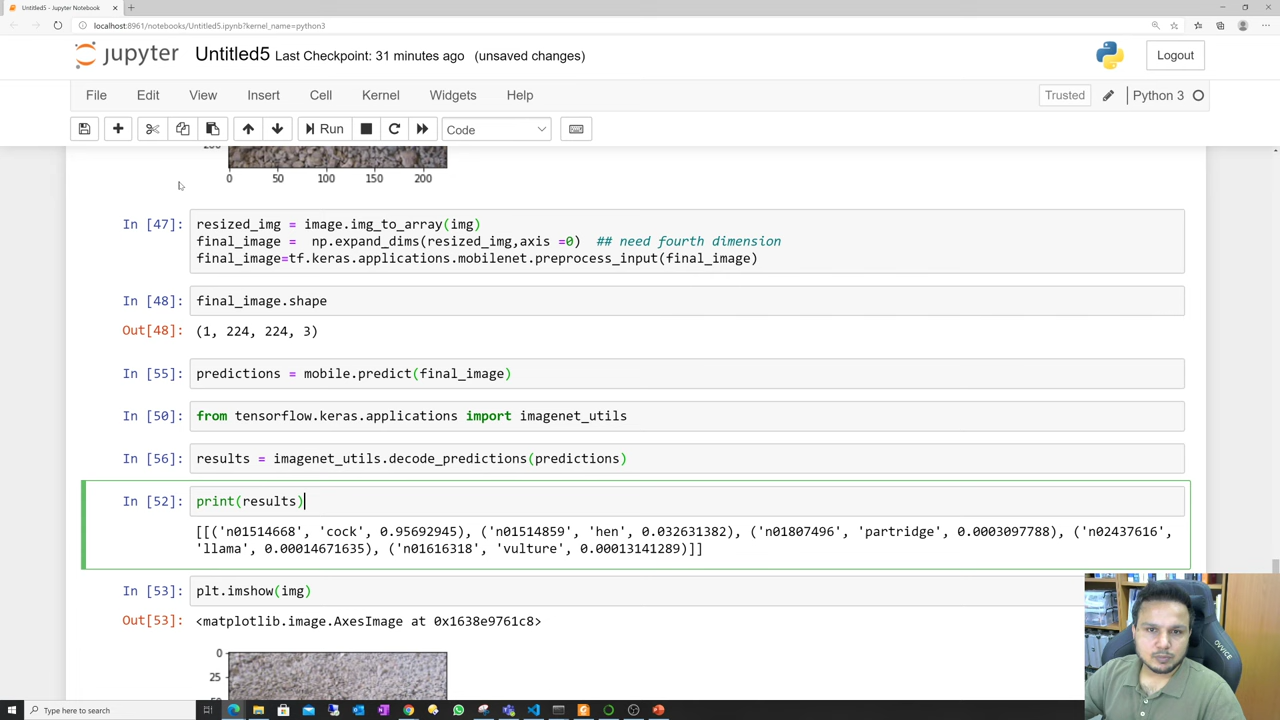 Untitled5 - Jupyter Notebook
localhost:8961/notebooks/Untitled5.ipynb?kernel_name=python3
jupyter Untitled5 Last Checkpoint: 31 minutes ago (unsaved changes) Logout
File Edit View Insert Cell Kernel Widgets Help Trusted Python 3
Run Code
0 50 100 150 200
In [47]: resized_img = image.img_to_array(img)
final_image = np.expand_dims(resized_img,axis =0) ## need fourth dimension
final_image=tf.keras.applications.mobilenet.preprocess_input(final_image)
In [48]: final_image.shape
Out[48]: (1, 224, 224, 3)
In [55]: predictions = mobile.predict(final_image)
In [50]: from tensorflow.keras.applications import imagenet_utils
In [56]: results = imagenet_utils.decode_predictions(predictions)
In [52]: print(results)
[[('n01514668', 'cock', 0.95692945), ('n01514859', 'hen', 0.032631382), ('n01807496', 'partridge', 0.0003097788), ('n02437616',
'llama', 0.00014671635), ('n01616318', 'vulture', 0.00013141289)]]
In [53]: plt.imshow(img)
Out[53]: <matplotlib.image.AxesImage at 0x1638e9761c8>
0
25
Type here to search